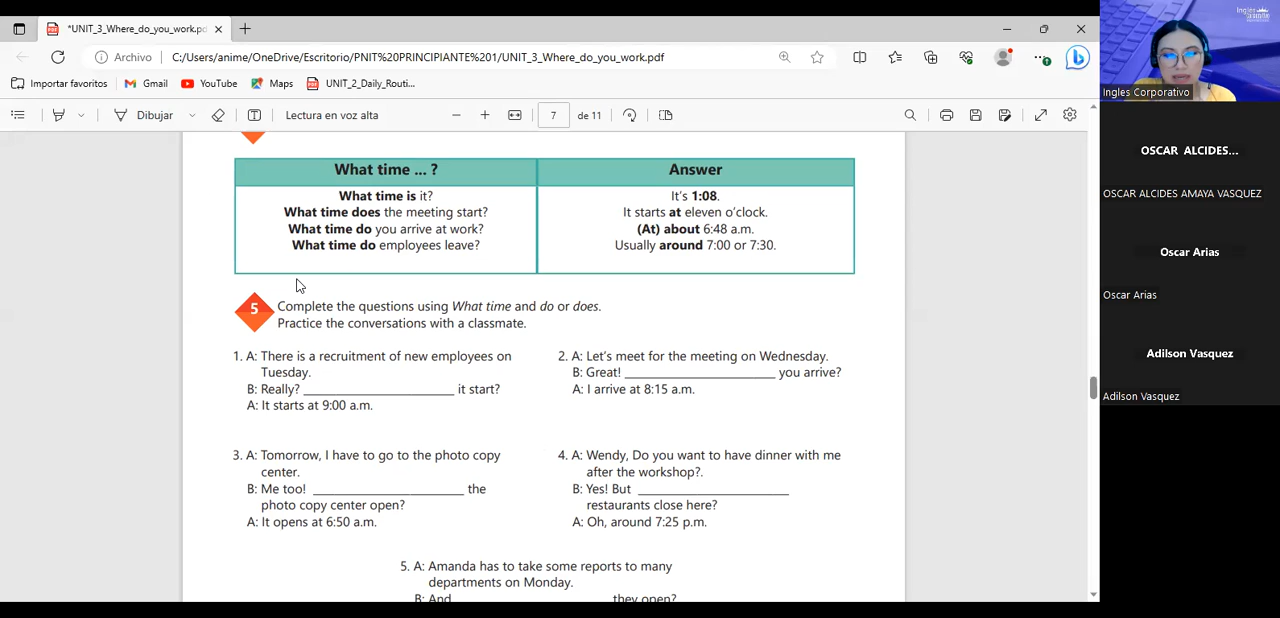 *UNIT_3_Where_do_you_work.pd
Archivo
C:/Users/anime/OneDrive/Escritorio/PNIT%20PRINCIPIANTE%201/UNIT_3_Where_do_you_work.pdf
Importar favoritos
Gmail
YouTube
Maps
UNIT_2_Daily_Routi...
Dibujar
Lectura en voz alta
7
de 11
What time ... ?
Answer
What time is it?
It's 1:08.
What time does the meeting start?
It starts at eleven o'clock.
What time do you arrive at work?
(At) about 6:48 a.m.
What time do employees leave?
Usually around 7:00 or 7:30.
5
Complete the questions using What time and do or does.
Practice the conversations with a classmate.
1. A: There is a recruitment of new employees on
Tuesday.
B: Really? ______________________ it start?
A: It starts at 9:00 a.m.
2. A: Let's meet for the meeting on Wednesday.
B: Great! ______________________ you arrive?
A: I arrive at 8:15 a.m.
3. A: Tomorrow, I have to go to the photo copy
center.
B: Me too! ______________________ the
photo copy center open?
A: It opens at 6:50 a.m.
4. A: Wendy, Do you want to have dinner with me
after the workshop?.
B: Yes! But ______________________
restaurants close here?
A: Oh, around 7:25 p.m.
5. A: Amanda has to take some reports to many
departments on Monday.
B: And ______________________ they open?
Ingles Corporativo
OSCAR ALCIDES...
OSCAR ALCIDES AMAYA VASQUEZ
Oscar Arias
Oscar Arias
Adilson Vasquez
Adilson Vasquez